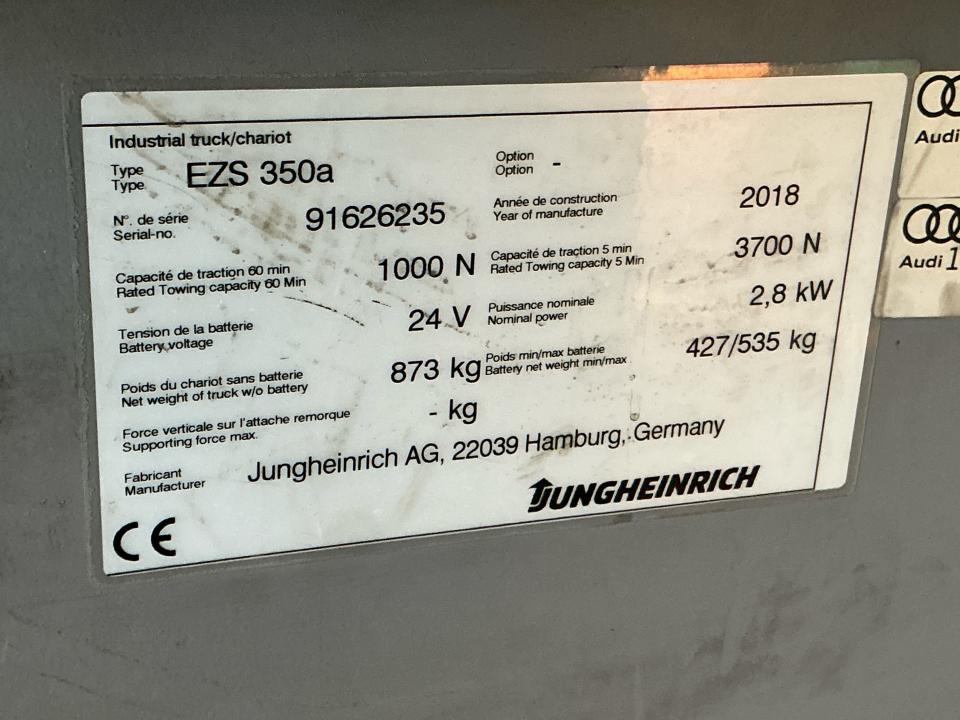 Industrial truck/chariot
Type
Type
EZS 350a
Option
Option
-
N°. de série
Serial-no.
91626235
Année de construction
Year of manufacture
2018
Capacité de traction 60 min
Rated Towing capacity 60 Min
1000 N
Capacité de traction 5 min
Rated Towing capacity 5 Min
3700 N
Tension de la batterie
Battery voltage
24 V
Puissance nominale
Nominal power
2,8 kW
Poids du chariot sans batterie
Net weight of truck w/o battery
873 kg
Poids min/max batterie
Battery net weight min/max
427/535 kg
Force verticale sur l'attache remorque
Supporting force max.
- kg
Fabricant
Manufacturer
Jungheinrich AG, 22039 Hamburg, Germany
JUNGHEINRICH
CE
Audi
Audi 1